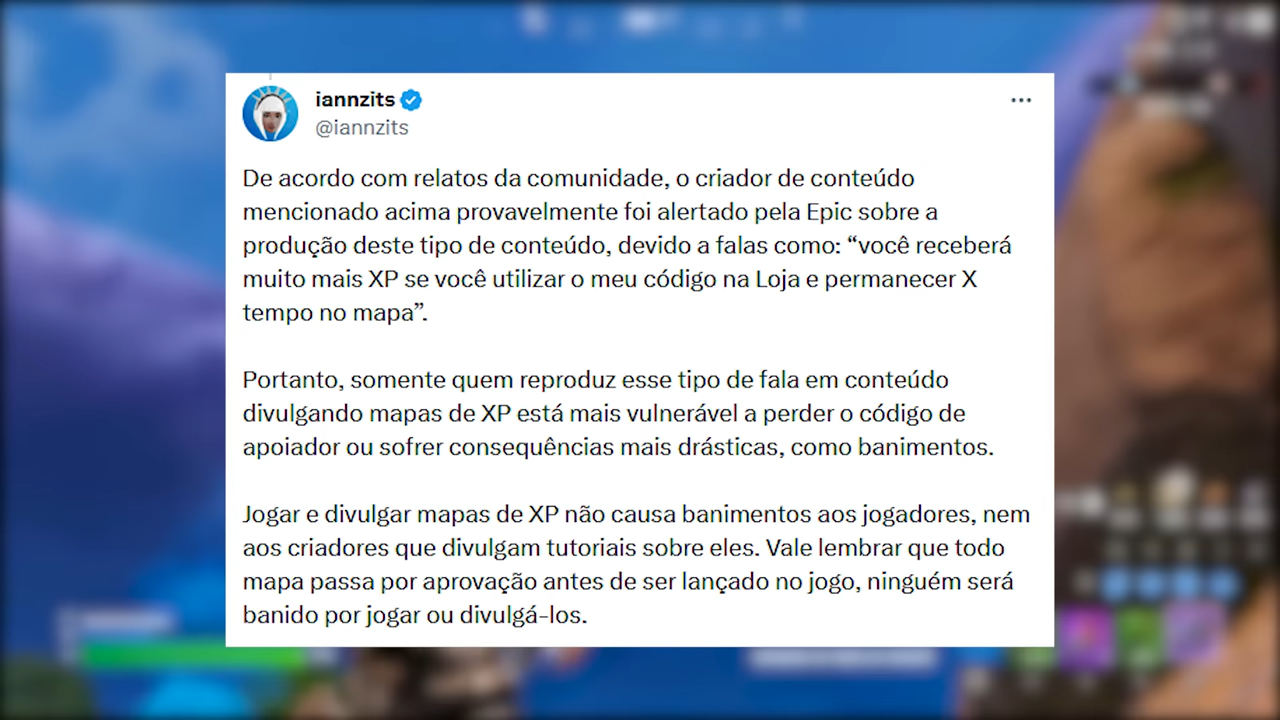 iannzits
@iannzits
De acordo com relatos da comunidade, o criador de conteúdo
mencionado acima provavelmente foi alertado pela Epic sobre a
produção deste tipo de conteúdo, devido a falas como: “você receberá
muito mais XP se você utilizar o meu código na Loja e permanecer X
tempo no mapa”.
Portanto, somente quem reproduz esse tipo de fala em conteúdo
divulgando mapas de XP está mais vulnerável a perder o código de
apoiador ou sofrer consequências mais drásticas, como banimentos.
Jogar e divulgar mapas de XP não causa banimentos aos jogadores, nem
aos criadores que divulgam tutoriais sobre eles. Vale lembrar que todo
mapa passa por aprovação antes de ser lançado no jogo, ninguém será
banido por jogar ou divulgá-los.